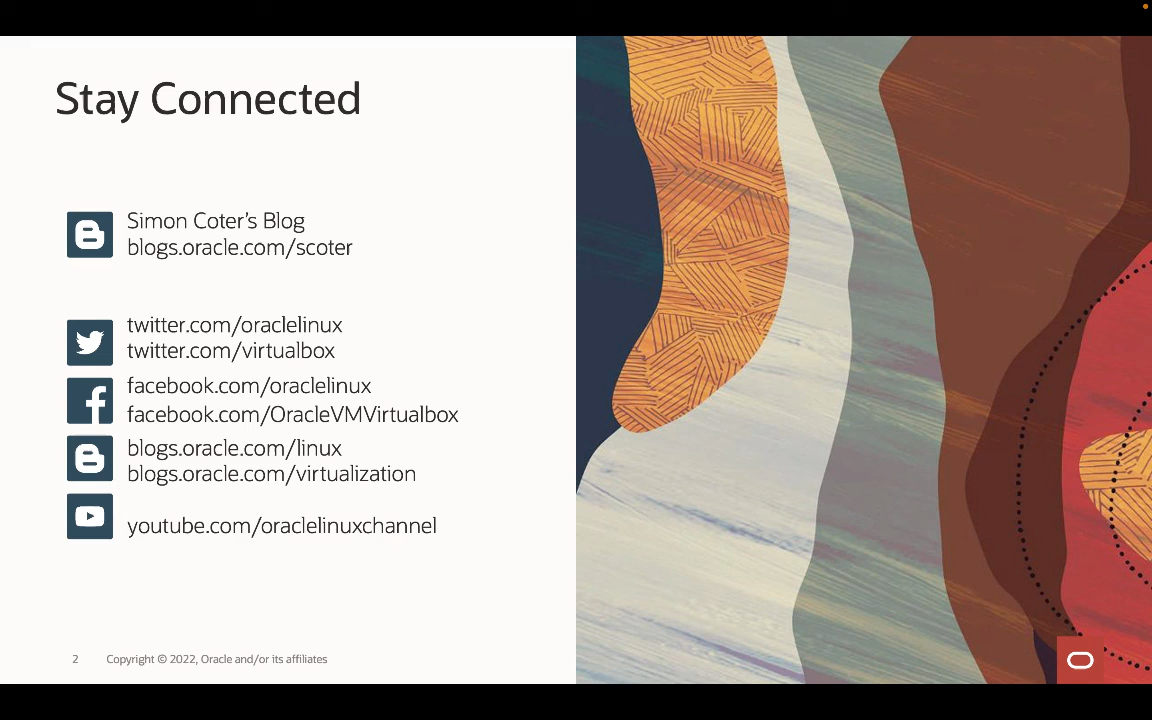 Stay Connected
Simon Coter’s Blog
blogs.oracle.com/scoter
twitter.com/oraclelinux
twitter.com/virtualbox
facebook.com/oraclelinux
facebook.com/OracleVMVirtualbox
blogs.oracle.com/linux
blogs.oracle.com/virtualization
youtube.com/oraclelinuxchannel
2 Copyright © 2022, Oracle and/or its affiliates